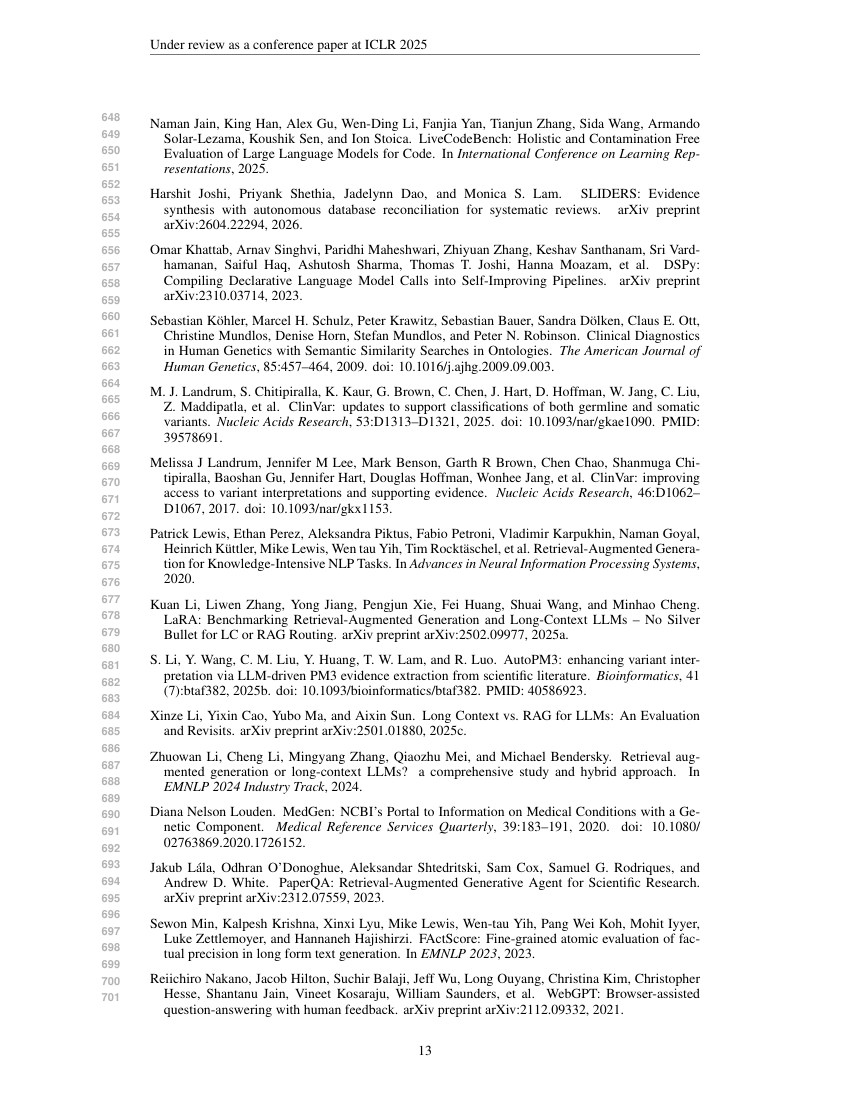 Under review as a conference paper at ICLR 2025
648
649
650
651
652
653
654
655
656
657
658
659
660
661
662
663
664
665
666
667
668
669
670
671
672
673
674
675
676
677
678
679
680
681
682
683
684
685
686
687
688
689
690
691
692
693
694
695
696
697
698
699
700
701
Naman Jain, King Han, Alex Gu, Wen-Ding Li, Fanjia Yan, Tianjun Zhang, Sida Wang, Armando
Solar-Lezama, Koushik Sen, and Ion Stoica. LiveCodeBench: Holistic and Contamination Free
Evaluation of Large Language Models for Code. In International Conference on Learning Rep-
resentations, 2025.
Harshit Joshi, Priyank Shethia, Jadelynn Dao, and Monica S. Lam. SLIDERS: Evidence
synthesis with autonomous database reconciliation for systematic reviews. arXiv preprint
arXiv:2604.22294, 2026.
Omar Khattab, Arnav Singhvi, Paridhi Maheshwari, Zhiyuan Zhang, Keshav Santhanam, Sri Vard-
hamanan, Saiful Haq, Ashutosh Sharma, Thomas T. Joshi, Hanna Moazam, et al. DSPy:
Compiling Declarative Language Model Calls into Self-Improving Pipelines. arXiv preprint
arXiv:2310.03714, 2023.
Sebastian Köhler, Marcel H. Schulz, Peter Krawitz, Sebastian Bauer, Sandra Dölken, Claus E. Ott,
Christine Mundlos, Denise Horn, Stefan Mundlos, and Peter N. Robinson. Clinical Diagnostics
in Human Genetics with Semantic Similarity Searches in Ontologies. The American Journal of
Human Genetics, 85:457–464, 2009. doi: 10.1016/j.ajhg.2009.09.003.
M. J. Landrum, S. Chitipiralla, K. Kaur, G. Brown, C. Chen, J. Hart, D. Hoffman, W. Jang, C. Liu,
Z. Maddipatla, et al. ClinVar: updates to support classifications of both germline and somatic
variants. Nucleic Acids Research, 53:D1313–D1321, 2025. doi: 10.1093/nar/gkae1090. PMID:
39578691.
Melissa J Landrum, Jennifer M Lee, Mark Benson, Garth R Brown, Chen Chao, Shanmuga Chi-
tipiralla, Baoshan Gu, Jennifer Hart, Douglas Hoffman, Wonhee Jang, et al. ClinVar: improving
access to variant interpretations and supporting evidence. Nucleic Acids Research, 46:D1062–
D1067, 2017. doi: 10.1093/nar/gkx1153.
Patrick Lewis, Ethan Perez, Aleksandra Piktus, Fabio Petroni, Vladimir Karpukhin, Naman Goyal,
Heinrich Küttler, Mike Lewis, Wen tau Yih, Tim Rocktäschel, et al. Retrieval-Augmented Genera-
tion for Knowledge-Intensive NLP Tasks. In Advances in Neural Information Processing Systems,
2020.
Kuan Li, Liwen Zhang, Yong Jiang, Pengjun Xie, Fei Huang, Shuai Wang, and Minhao Cheng.
LaRA: Benchmarking Retrieval-Augmented Generation and Long-Context LLMs – No Silver
Bullet for LC or RAG Routing. arXiv preprint arXiv:2502.09977, 2025a.
S. Li, Y. Wang, C. M. Liu, Y. Huang, T. W. Lam, and R. Luo. AutoPM3: enhancing variant inter-
pretation via LLM-driven PM3 evidence extraction from scientific literature. Bioinformatics, 41
(7):btaf382, 2025b. doi: 10.1093/bioinformatics/btaf382. PMID: 40586923.
Xinze Li, Yixin Cao, Yubo Ma, and Aixin Sun. Long Context vs. RAG for LLMs: An Evaluation
and Revisits. arXiv preprint arXiv:2501.01880, 2025c.
Zhuowan Li, Cheng Li, Mingyang Zhang, Qiaozhu Mei, and Michael Bendersky. Retrieval aug-
mented generation or long-context LLMs? a comprehensive study and hybrid approach. In
EMNLP 2024 Industry Track, 2024.
Diana Nelson Louden. MedGen: NCBI's Portal to Information on Medical Conditions with a Ge-
netic Component. Medical Reference Services Quarterly, 39:183–191, 2020. doi: 10.1080/
02763869.2020.1726152.
Jakub Lála, Odhran O'Donoghue, Aleksandar Shtedritski, Sam Cox, Samuel G. Rodriques, and
Andrew D. White. PaperQA: Retrieval-Augmented Generative Agent for Scientific Research.
arXiv preprint arXiv:2312.07559, 2023.
Sewon Min, Kalpesh Krishna, Xinxi Lyu, Mike Lewis, Wen-tau Yih, Pang Wei Koh, Mohit Iyyer,
Luke Zettlemoyer, and Hannaneh Hajishirzi. FActScore: Fine-grained atomic evaluation of fac-
tual precision in long form text generation. In EMNLP 2023, 2023.
Reiichiro Nakano, Jacob Hilton, Suchir Balaji, Jeff Wu, Long Ouyang, Christina Kim, Christopher
Hesse, Shantanu Jain, Vineet Kosaraju, William Saunders, et al. WebGPT: Browser-assisted
question-answering with human feedback. arXiv preprint arXiv:2112.09332, 2021.
13